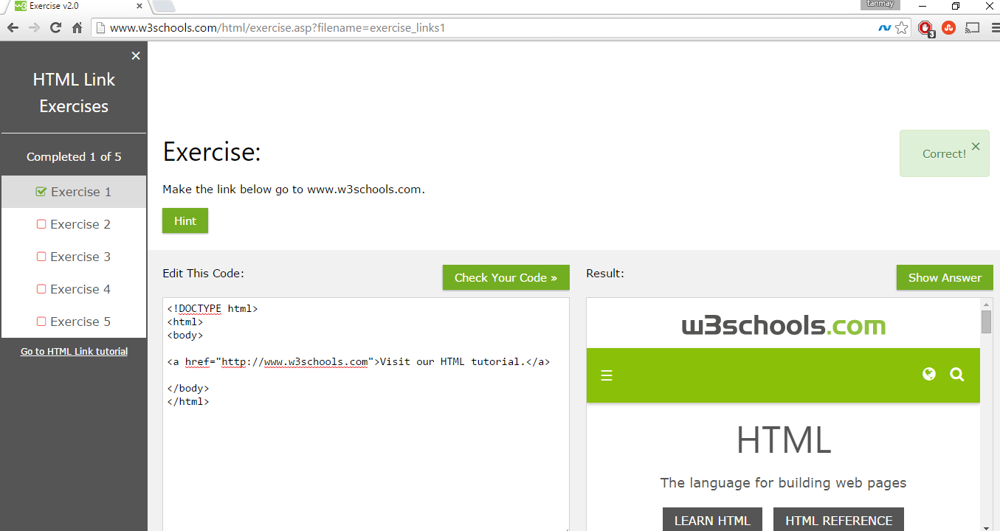 Exercise v2.0
tanmay
www.w3schools.com/html/exercise.asp?filename=exercise_links1
3
HTML Link
Exercises
Completed 1 of 5
Exercise 1
Exercise 2
Exercise 3
Exercise 4
Exercise 5
Go to HTML Link tutorial
Exercise:
Correct!
Make the link below go to www.w3schools.com.
Hint
Edit This Code:
Check Your Code »
<!DOCTYPE html>
<html>
<body>
<a href="http://www.w3schools.com">Visit our HTML tutorial.</a>
</body>
</html>
Result:
Show Answer
w3schools.com
HTML
The language for building web pages
LEARN HTML
HTML REFERENCE